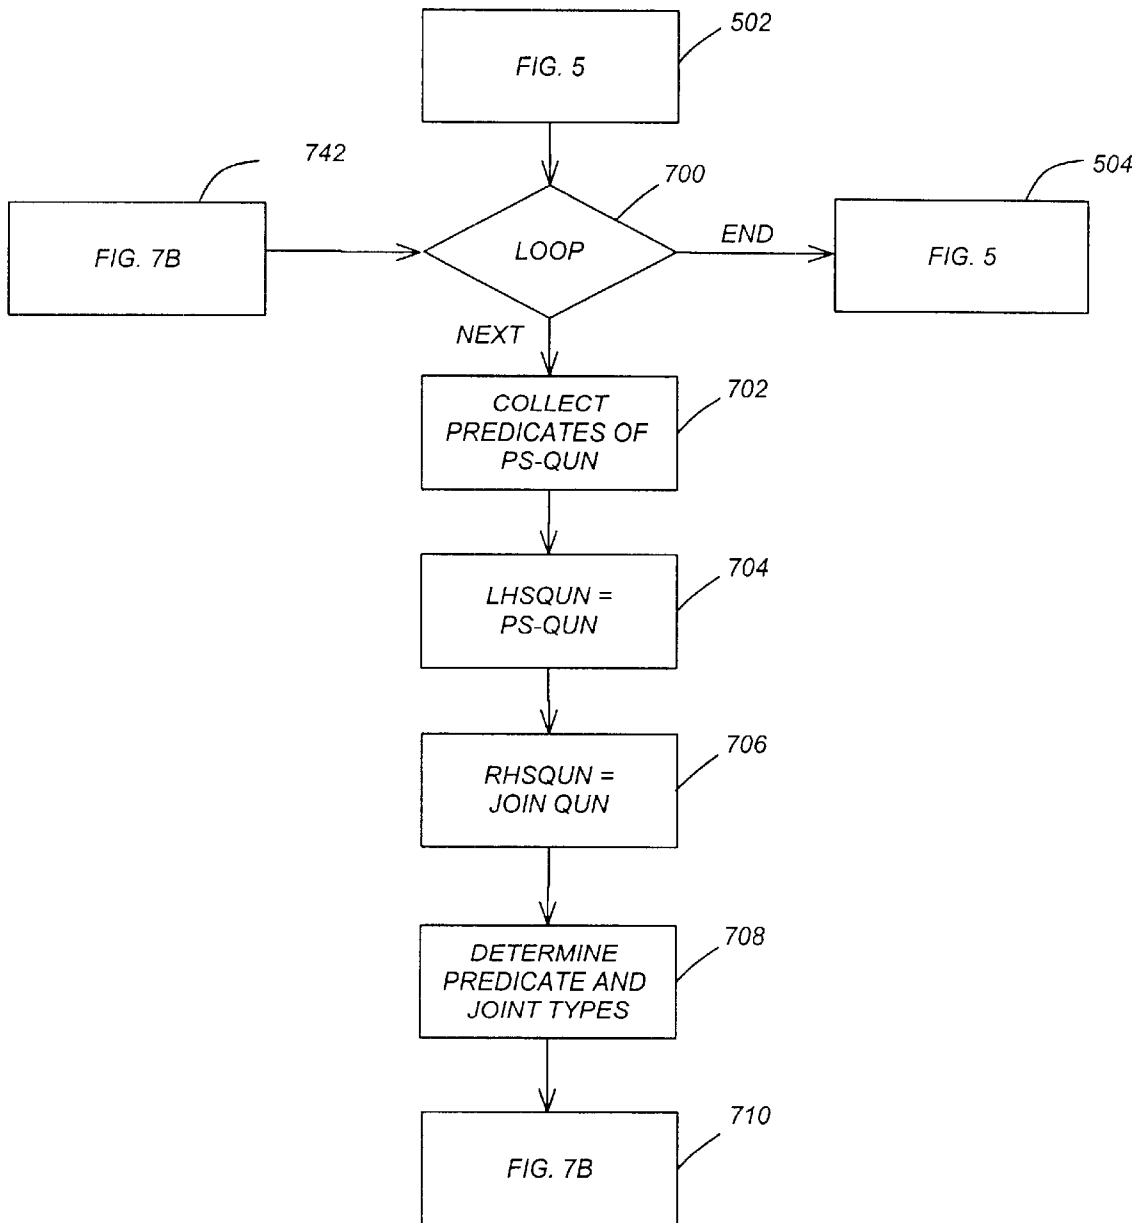 502
FIG. 5
742
700
504
FIG. 7B
LOOP
END
FIG. 5
NEXT
702
COLLECT
PREDICATES OF
PS-QUN
704
LHSQUN =
PS-QUN
706
RHSQUN =
JOIN QUN
708
DETERMINE
PREDICATE AND
JOINT TYPES
710
FIG. 7B